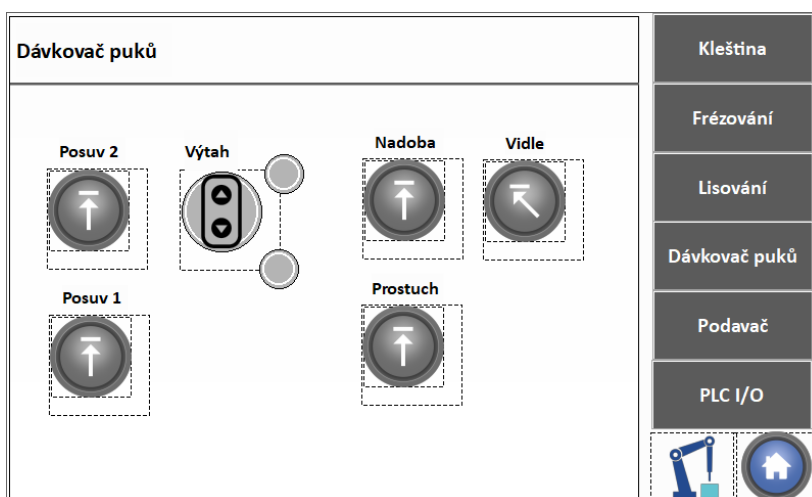 Dávkovač puků
Posuv 2
Výtah
Nadoba
Vidle
Posuv 1
Prostuch
Kleština
Frézování
Lisování
Dávkovač puků
Podavač
PLC I/O